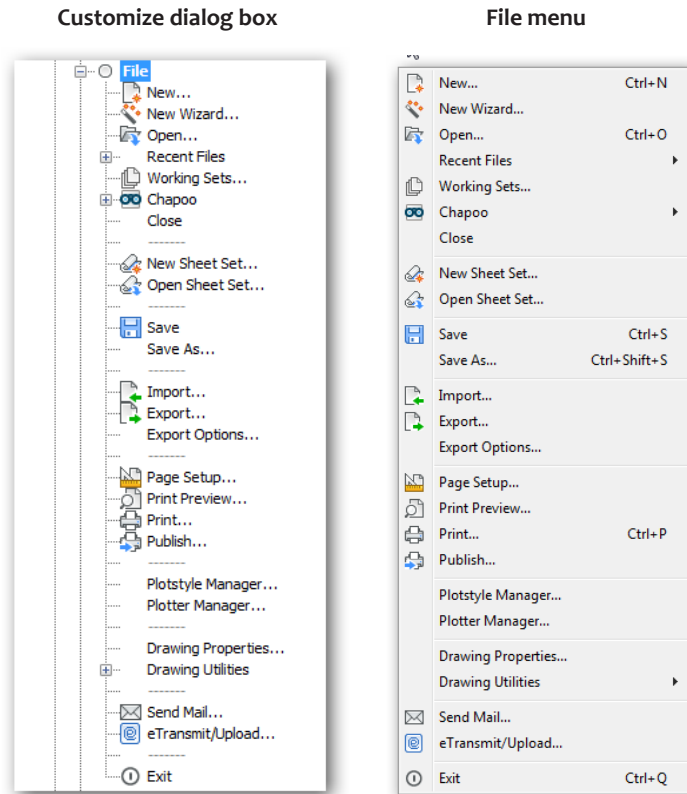 Customize dialog box
File
New...
New Wizard...
Open...
Recent Files
Working Sets...
Chapoo
Close
-------
New Sheet Set...
Open Sheet Set...
-------
Save
Save As...
-------
Import...
Export...
Export Options...
-------
Page Setup...
Print Preview...
Print...
Publish...
-------
Plotstyle Manager...
Plotter Manager...
-------
Drawing Properties...
Drawing Utilities
-------
Send Mail...
eTransmit/Upload...
-------
Exit
File menu
New... Ctrl+N
New Wizard...
Open... Ctrl+O
Recent Files
Working Sets...
Chapoo
Close
New Sheet Set...
Open Sheet Set...
Save Ctrl+S
Save As... Ctrl+Shift+S
Import...
Export...
Export Options...
Page Setup...
Print Preview...
Print... Ctrl+P
Publish...
Plotstyle Manager...
Plotter Manager...
Drawing Properties...
Drawing Utilities
Send Mail...
eTransmit/Upload...
Exit Ctrl+Q